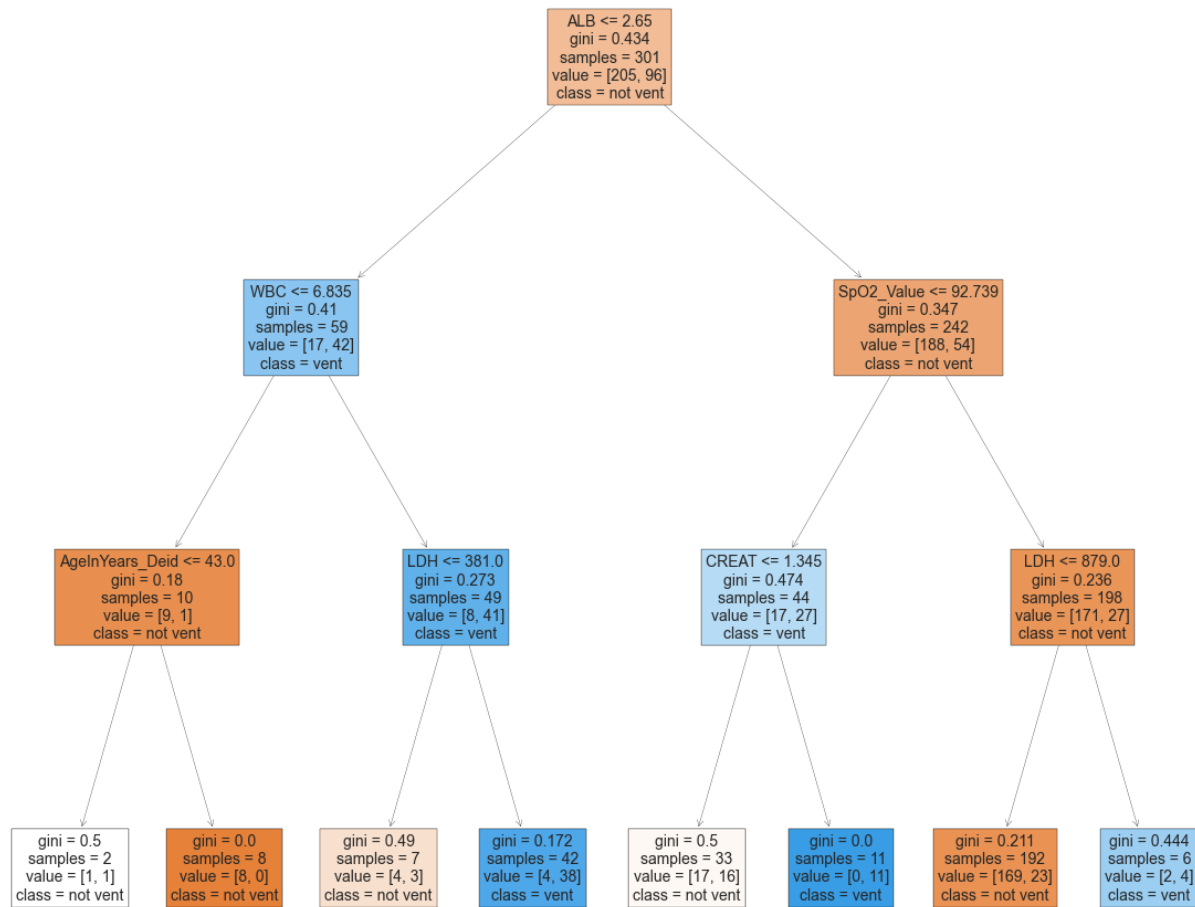 ALB <= 2.65
gini = 0.434
samples = 301
value = [205, 96]
class = not vent
WBC <= 6.835
gini = 0.41
samples = 59
value = [17, 42]
class = vent
SpO2_Value <= 92.739
gini = 0.347
samples = 242
value = [188, 54]
class = not vent
AgeInYears_Deid <= 43.0
gini = 0.18
samples = 10
value = [9, 1]
class = not vent
LDH <= 381.0
gini = 0.273
samples = 49
value = [8, 41]
class = vent
CREAT <= 1.345
gini = 0.474
samples = 44
value = [17, 27]
class = vent
LDH <= 879.0
gini = 0.236
samples = 198
value = [171, 27]
class = not vent
gini = 0.5
samples = 2
value = [1, 1]
class = not vent
gini = 0.0
samples = 8
value = [8, 0]
class = not vent
gini = 0.49
samples = 7
value = [4, 3]
class = not vent
gini = 0.172
samples = 42
value = [4, 38]
class = vent
gini = 0.5
samples = 33
value = [17, 16]
class = not vent
gini = 0.0
samples = 11
value = [0, 11]
class = vent
gini = 0.211
samples = 192
value = [169, 23]
class = not vent
gini = 0.444
samples = 6
value = [2, 4]
class = vent